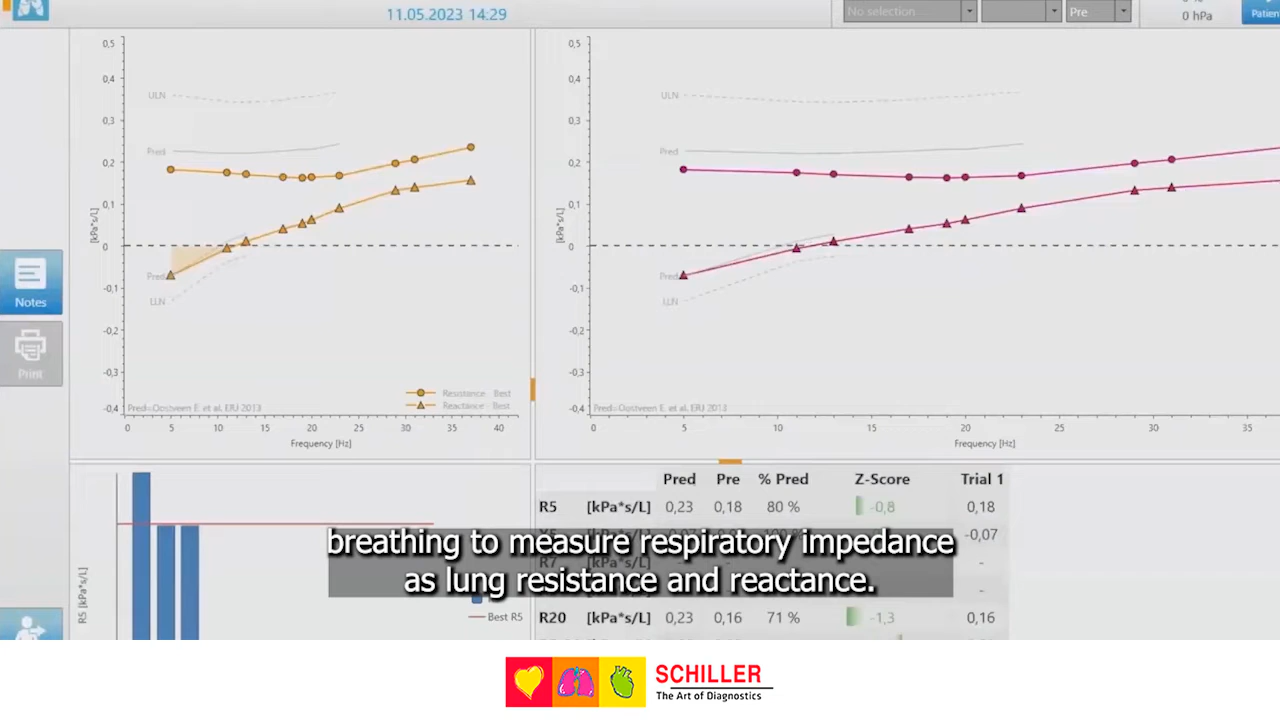 11.05.2023 14:29
No selection
Pre
0 hPa
Patien
0,5
0,4
0,3
0,2
0,1
0
-0,1
-0,2
-0,3
-0,4
[kPa*s/L]
ULN
Pred
Pred
LLN
Resistance Best
Reactance Best
Pred=Oostveen E. et al. ERJ 2013
0 5 10 15 20 25 30 35 40
Frequency [Hz]
0,5
0,4
0,3
0,2
0,1
0
-0,1
-0,2
-0,3
-0,4
[kPa*s/L]
ULN
Pred
Pred
LLN
Pred=Oostveen E. et al. ERJ 2013
0 5 10 15 20 25 30 35
Frequency [Hz]
Notes
Print
R5 [kPa*s/L]
Best R5
Pred Pre % Pred Z-Score Trial 1
R5 [kPa*s/L] 0,23 0,18 80 % -0,8 0,18
-0,07
-
-
R20 [kPa*s/L] 0,23 0,16 71 % -1,3 0,16
breathing to measure respiratory impedance
as lung resistance and reactance.
SCHILLER
The Art of Diagnostics